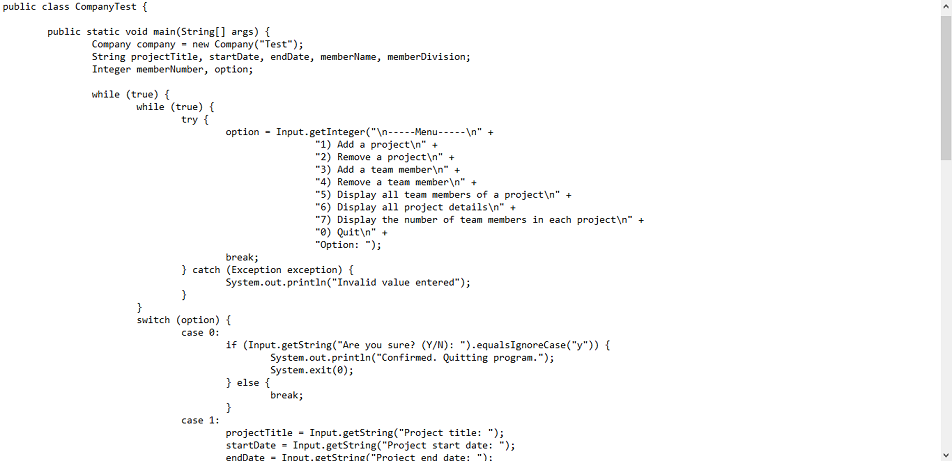 public class CompanyTest {
public static void main(String[] args) {
Company company = new Company("Test");
String projectTitle, startDate, endDate, memberName, memberDivision;
Integer memberNumber, option;
while (true) {
while (true) {
try {
option = Input.getInteger("\n-----Menu-----\n" +
"1) Add a project\n" +
"2) Remove a project\n" +
"3) Add a team member\n" +
"4) Remove a team member\n" +
"5) Display all team members of a project\n" +
"6) Display all project details\n" +
"7) Display the number of team members in each project\n" +
"0) Quit\n" +
"Option: ");
break;
} catch (Exception exception) {
System.out.println("Invalid value entered");
}
}
switch (option) {
case 0:
if (Input.getString("Are you sure? (Y/N): ").equalsIgnoreCase("y")) {
System.out.println("Confirmed. Quitting program.");
System.exit(0);
} else {
break;
}
case 1:
projectTitle = Input.getString("Project title: ");
startDate = Input.getString("Project start date: ");
endDate = Input.getString("Project end date: ");